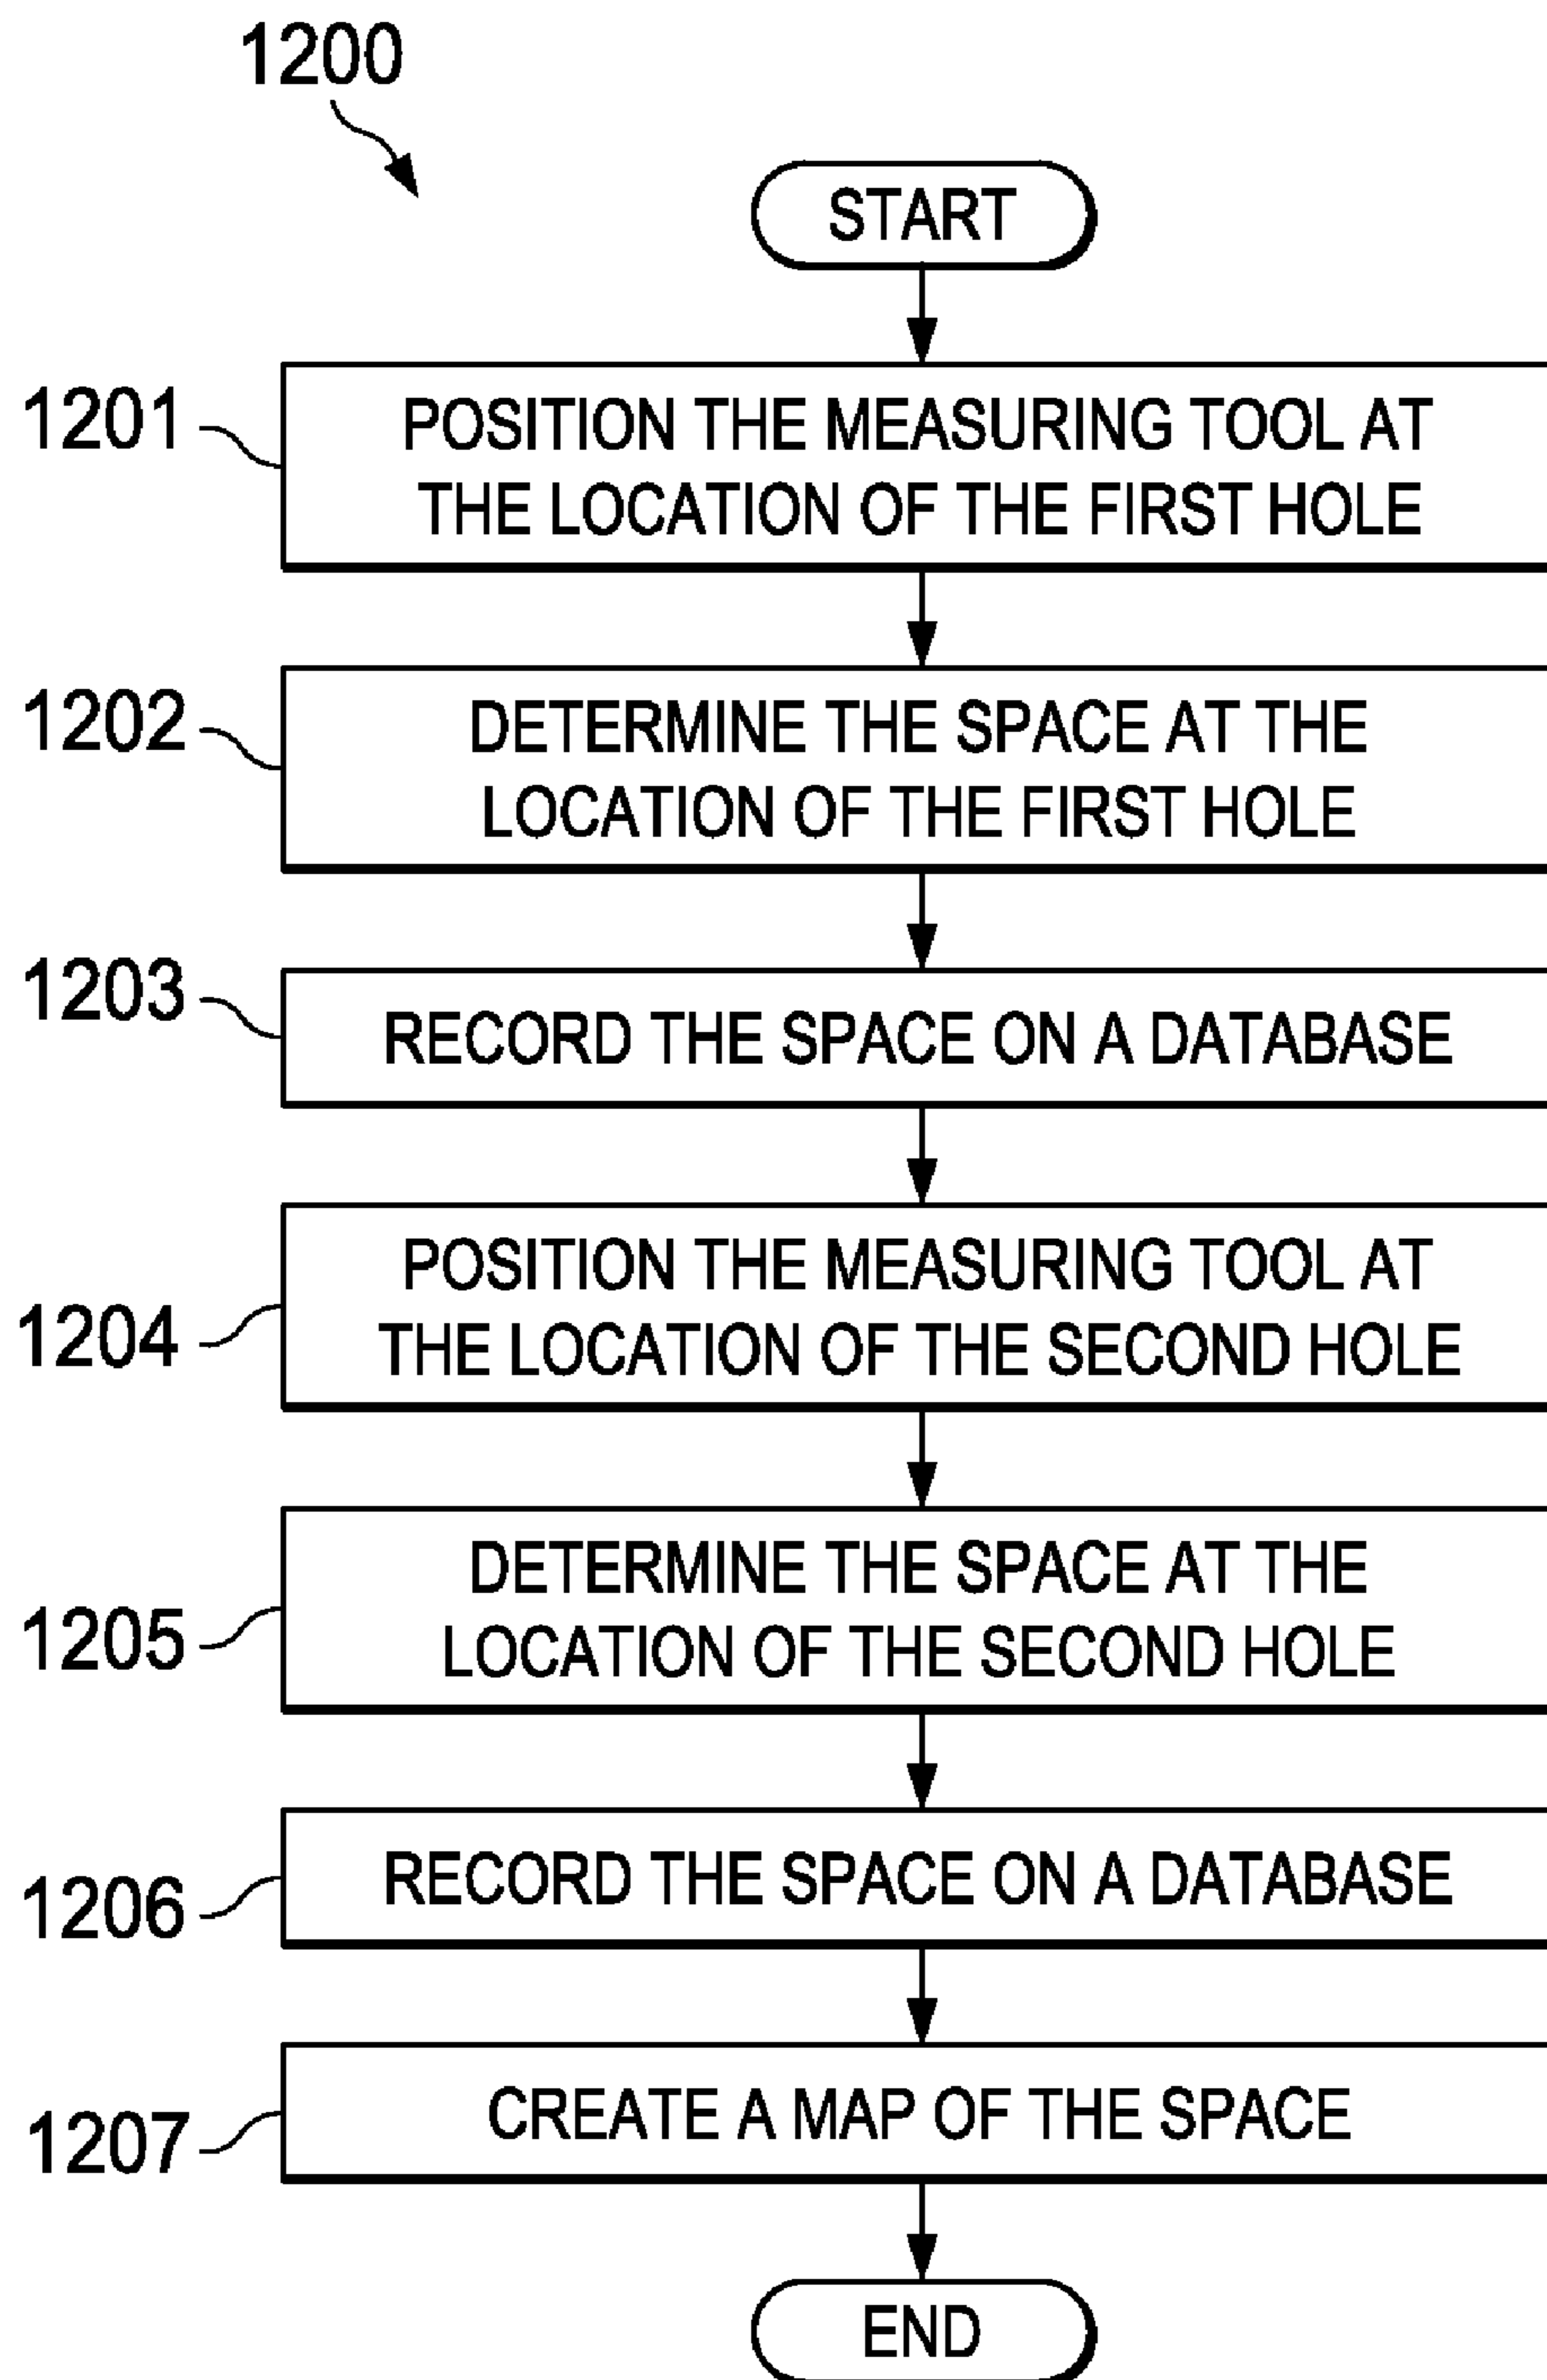 1200
START
1201
POSITION THE MEASURING TOOL AT
THE LOCATION OF THE FIRST HOLE
1202
DETERMINE THE SPACE AT THE
LOCATION OF THE FIRST HOLE
1203
RECORD THE SPACE ON A DATABASE
1204
POSITION THE MEASURING TOOL AT
THE LOCATION OF THE SECOND HOLE
1205
DETERMINE THE SPACE AT THE
LOCATION OF THE SECOND HOLE
1206
RECORD THE SPACE ON A DATABASE
1207
CREATE A MAP OF THE SPACE
END